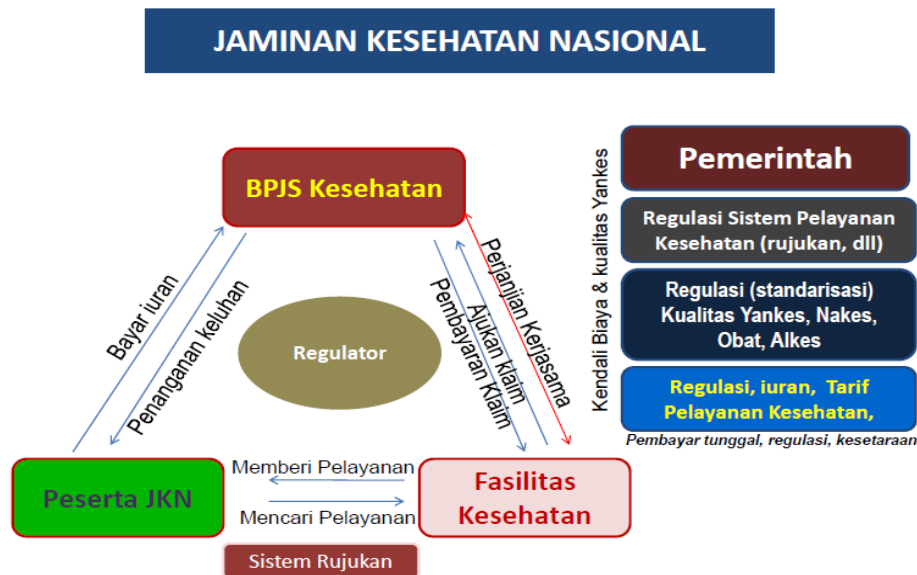 JAMINAN KESEHATAN NASIONAL
BPJS Kesehatan
Bayar iuran
Penanganan keluhan
Regulator
Pembayaran Klaim
Ajukan klaim
Perjanjian Kerjasama
Kendali Biaya & kualitas Yankes
Pemerintah
Regulasi Sistem Pelayanan
Kesehatan (rujukan, dll)
Regulasi (standarisasi)
Kualitas Yankes, Nakes,
Obat, Alkes
Regulasi, iuran, Tarif
Pelayanan Kesehatan,
Pembayar tunggal, regulasi, kesetaraan
Peserta JKN
Memberi Pelayanan
Mencari Pelayanan
Fasilitas
Kesehatan
Sistem Rujukan